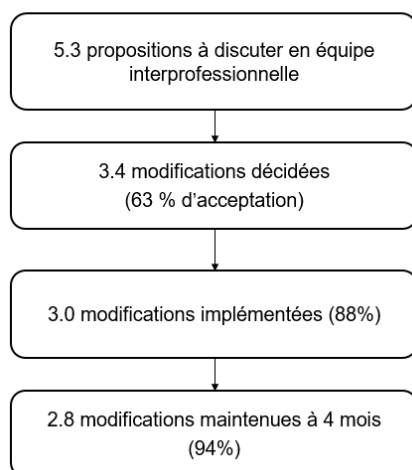 5.3 propositions à discuter en équipe
interprofessionnelle
3.4 modifications décidées
(63 % d'acceptation)
3.0 modifications implémentées (88%)
2.8 modifications maintenues à 4 mois
(94%)